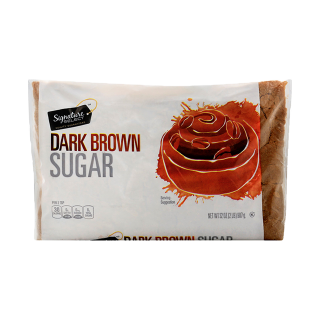 Signature
SELECT
DARK BROWN
SUGAR
Serving
Suggestion
NET WT 32 OZ (2 LB) 907g
DARK BROWN SUGAR